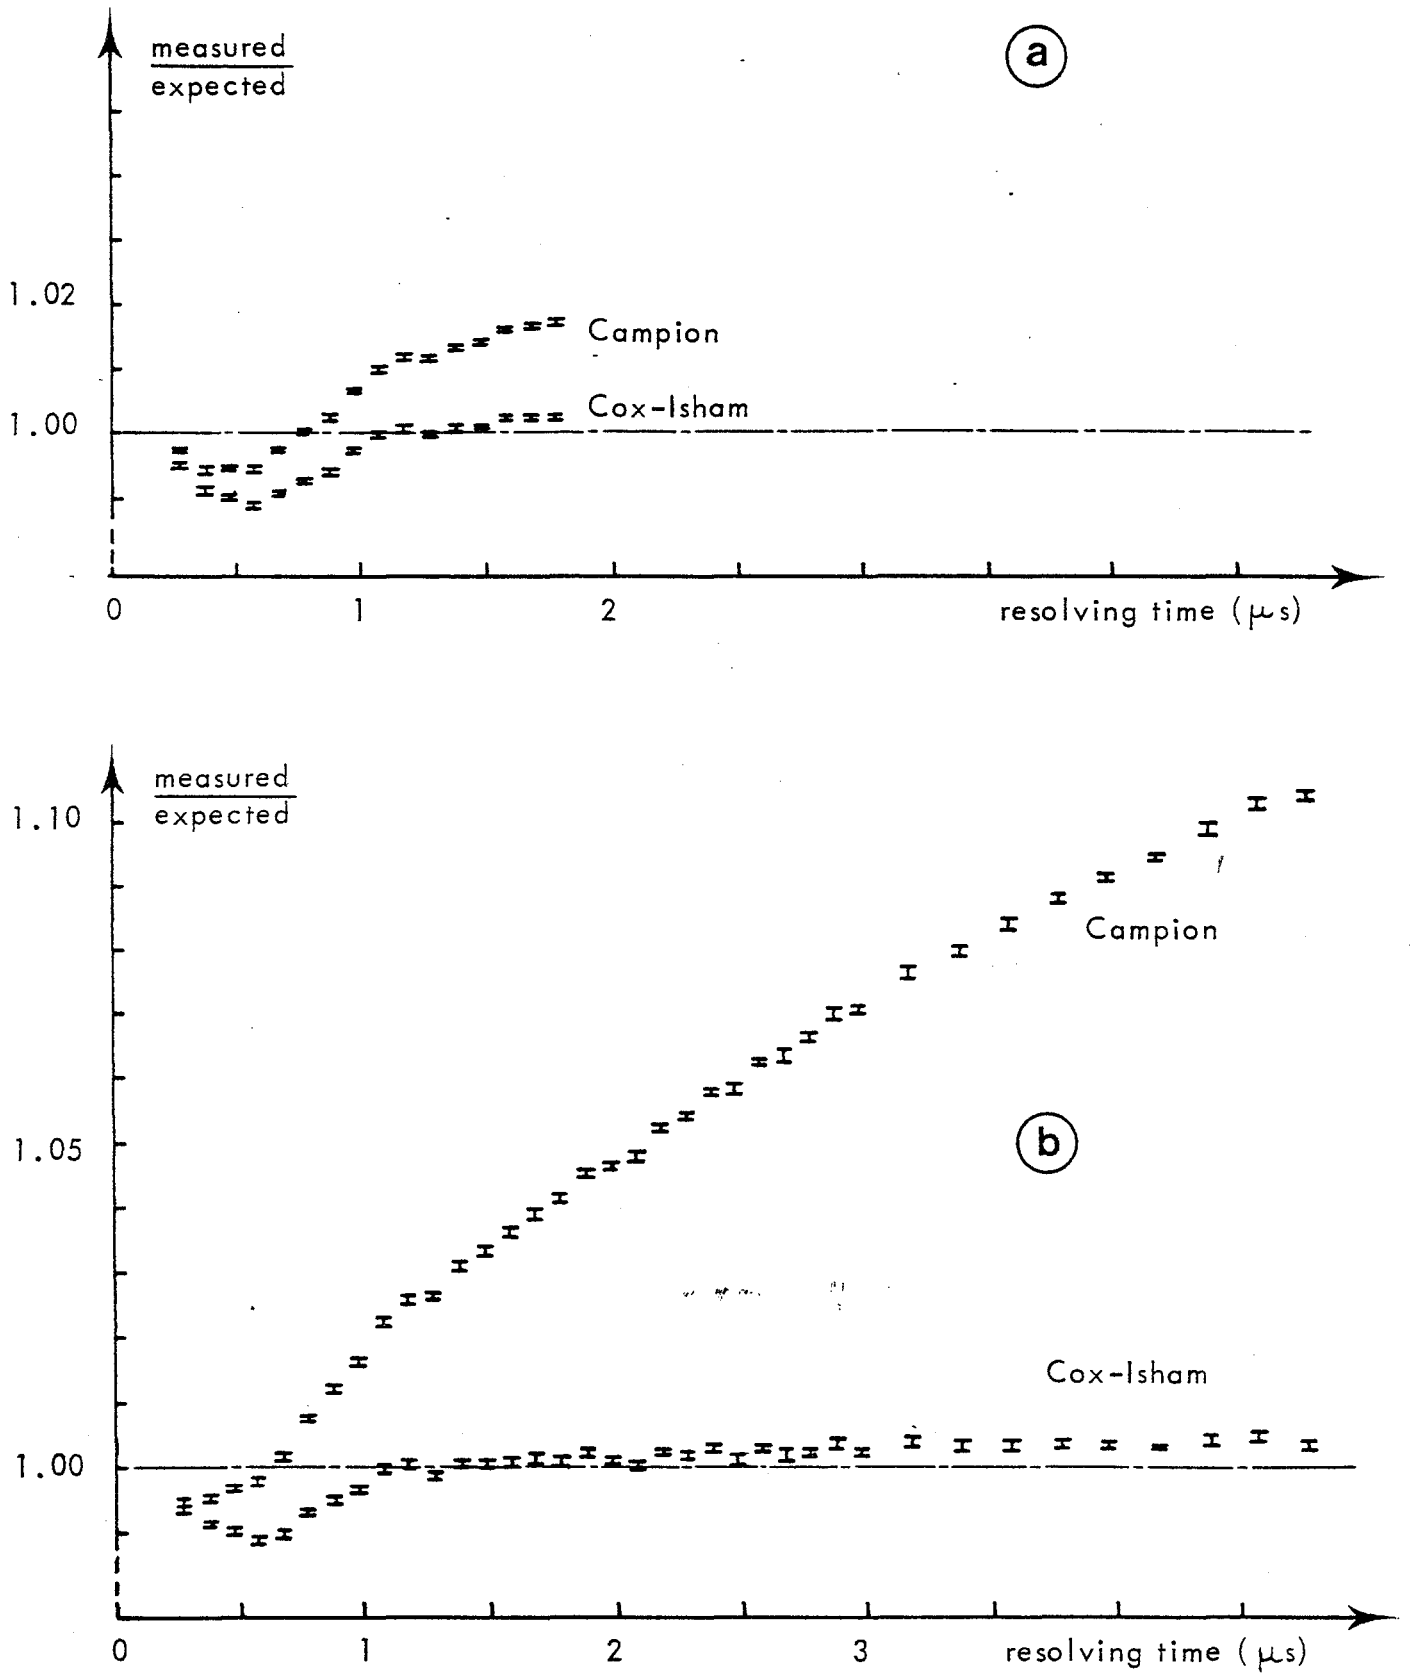 measured
expected
a
1.02
Campion
Cox-Isham
1.00
0 1 2 resolving time (μs)
measured
expected
1.10
Campion
1.05
b
Cox-Isham
1.00
0 1 2 3 resolving time (μs)